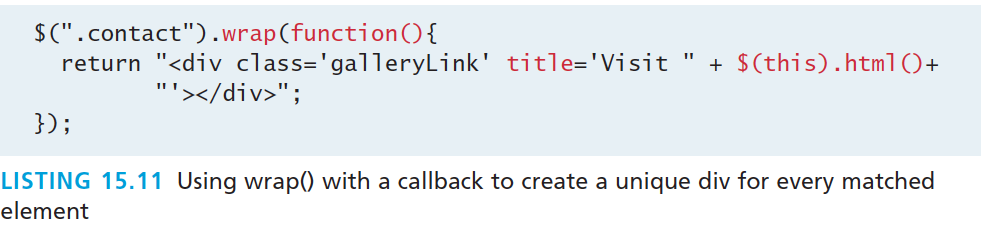 $(".contact").wrap(function(){
return "<div class='galleryLink' title='Visit " + $(this).html()+
"'></div>";
});
LISTING 15.11 Using wrap() with a callback to create a unique div for every matched
element